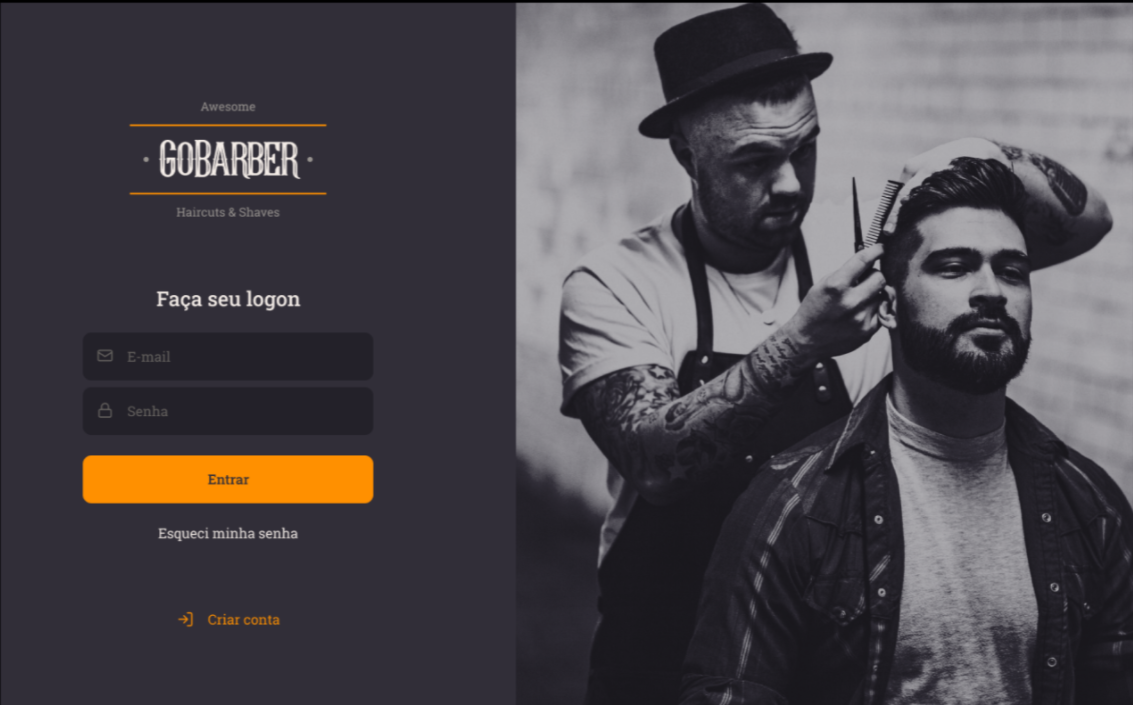 Awesome
GOBARBER
Haircuts & Shaves
Faça seu logon
E-mail
Senha
Entrar
Esqueci minha senha
Criar conta